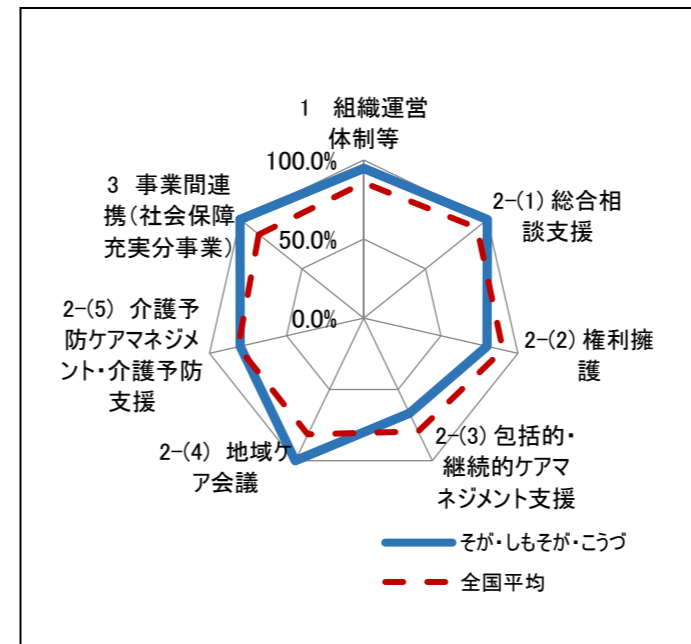 1　組織運営
体制等
100.0%
3　事業間連
携(社会保障
充実分事業)
2-(1) 総合相
談支援
50.0%
2-(5)　介護予
防ケアマネジメ
ント・介護予防
支援
0.0%
2-(2) 権利擁
護
2-(4)　地域ケ
ア会議
2-(3) 包括的・
継続的ケアマ
ネジメント支援
そが・しもそが・こうづ
全国平均